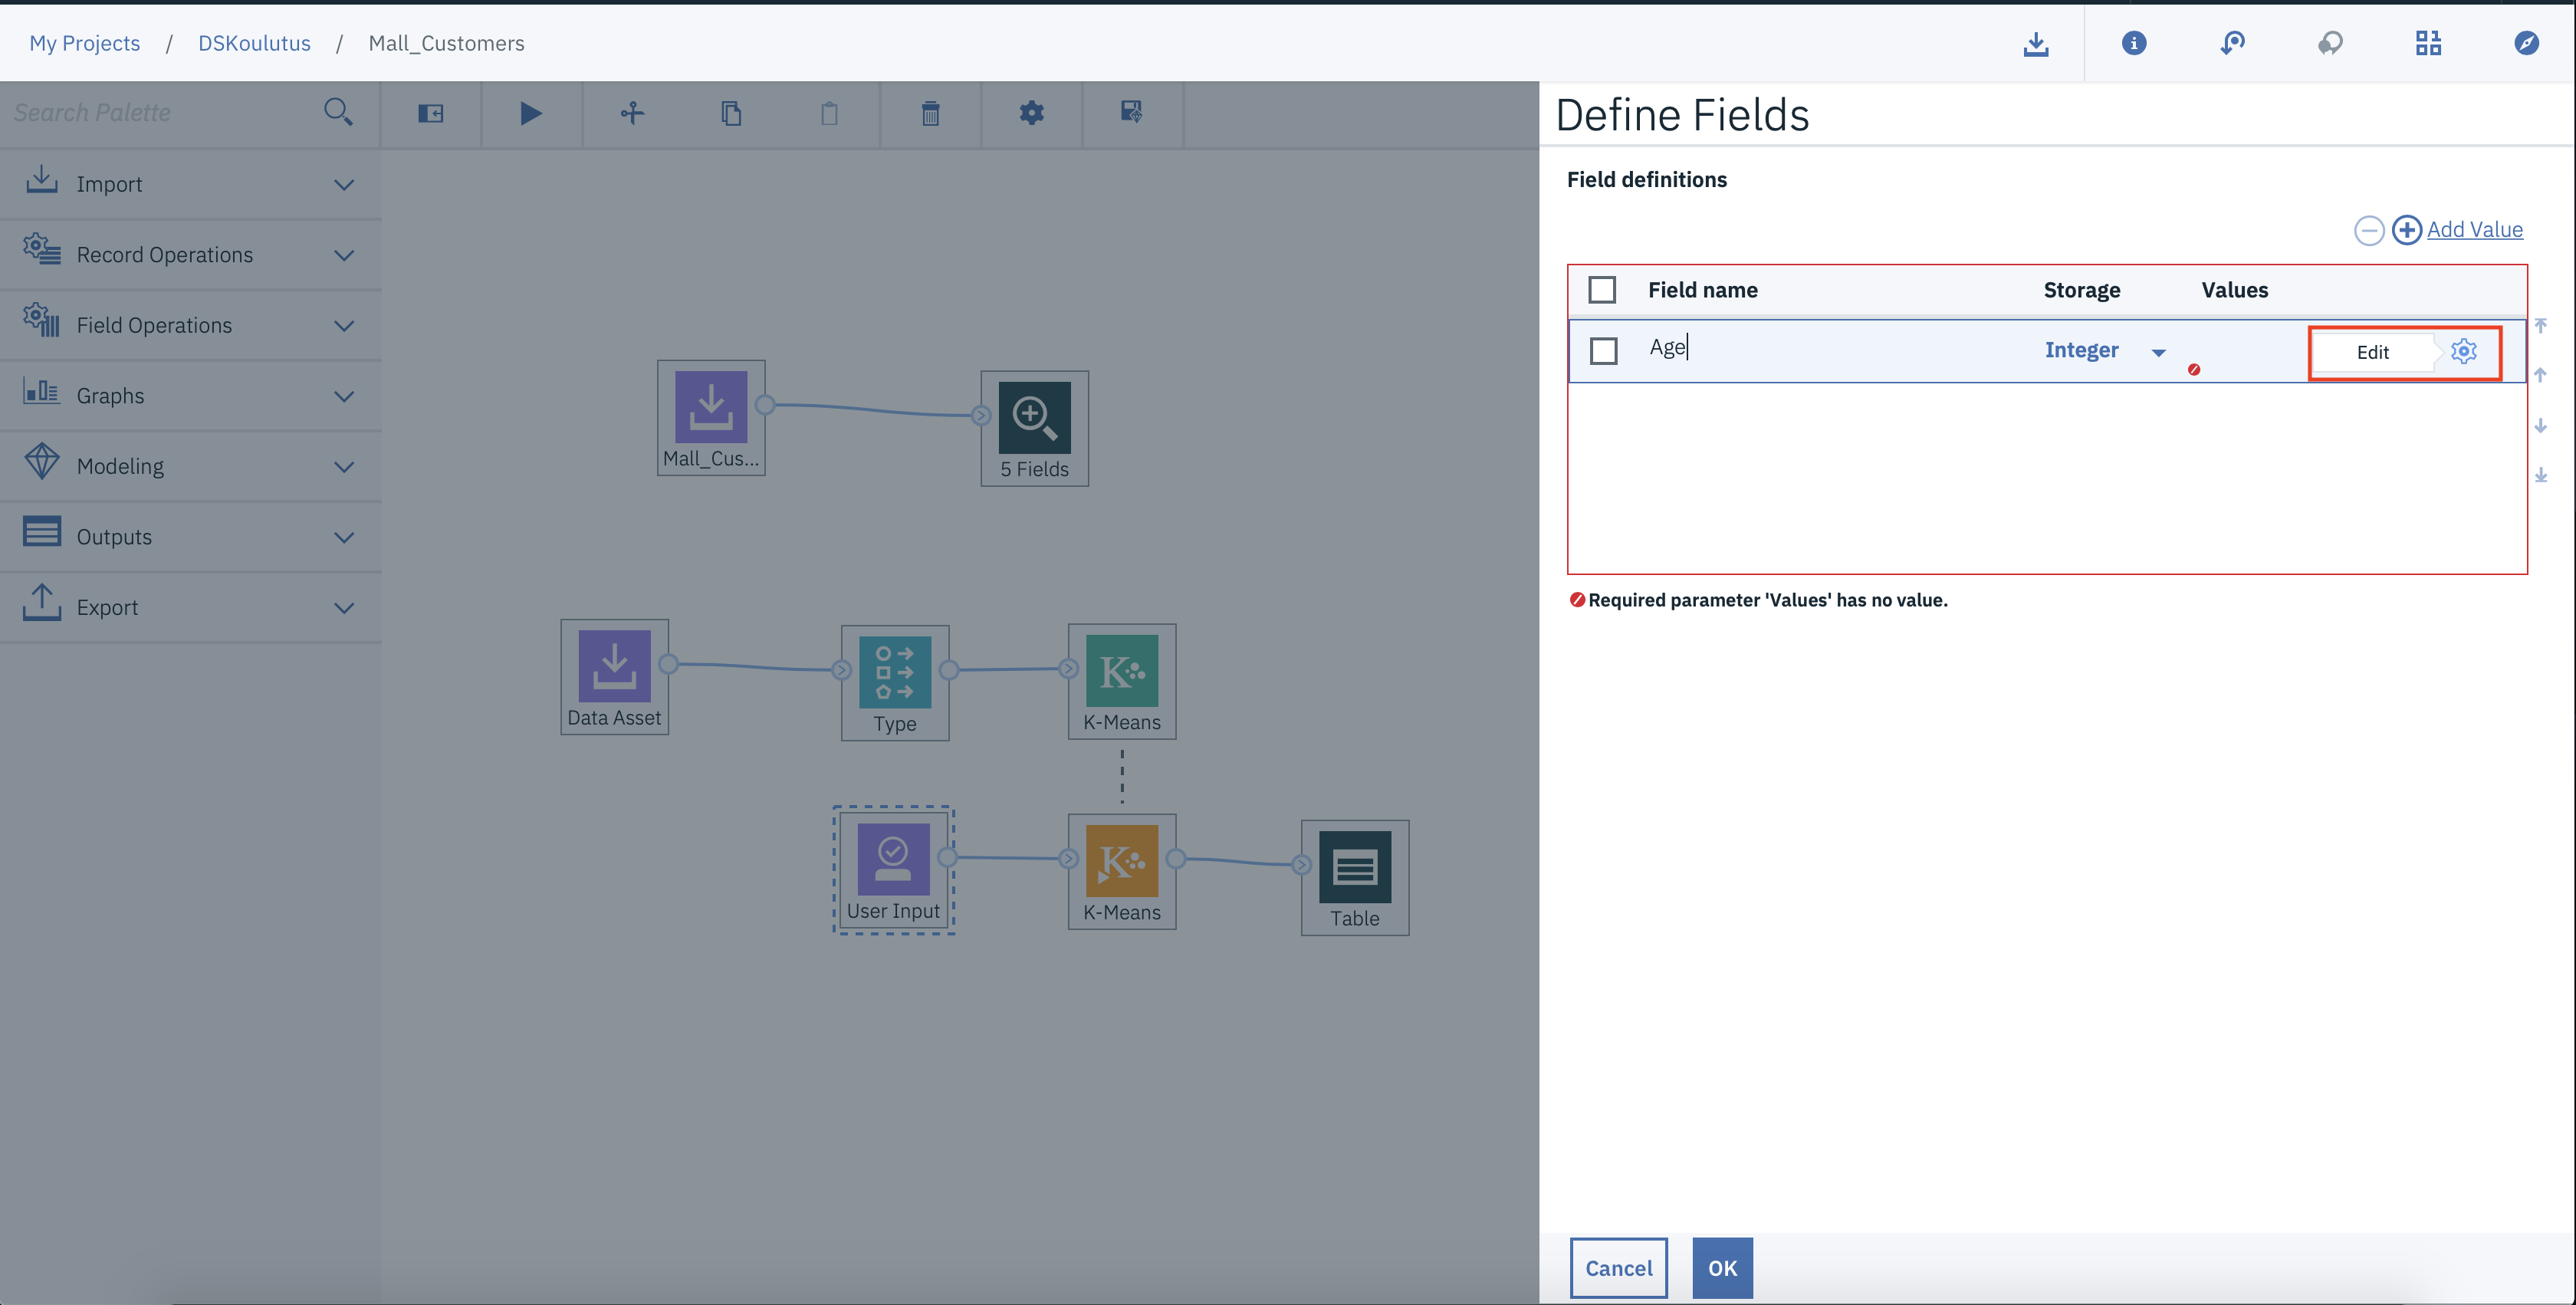 My Projects / DSKoulutus / Mall_Customers
Search Palette
Import
Record Operations
Field Operations
Graphs
Modeling
Outputs
Export
Mall_Cus...
5 Fields
Data Asset
Type
K-Means
User Input
K-Means
Table
Define Fields
Field definitions
Add Value
Field name Storage Values
Age Integer Edit
Required parameter 'Values' has no value.
Cancel OK